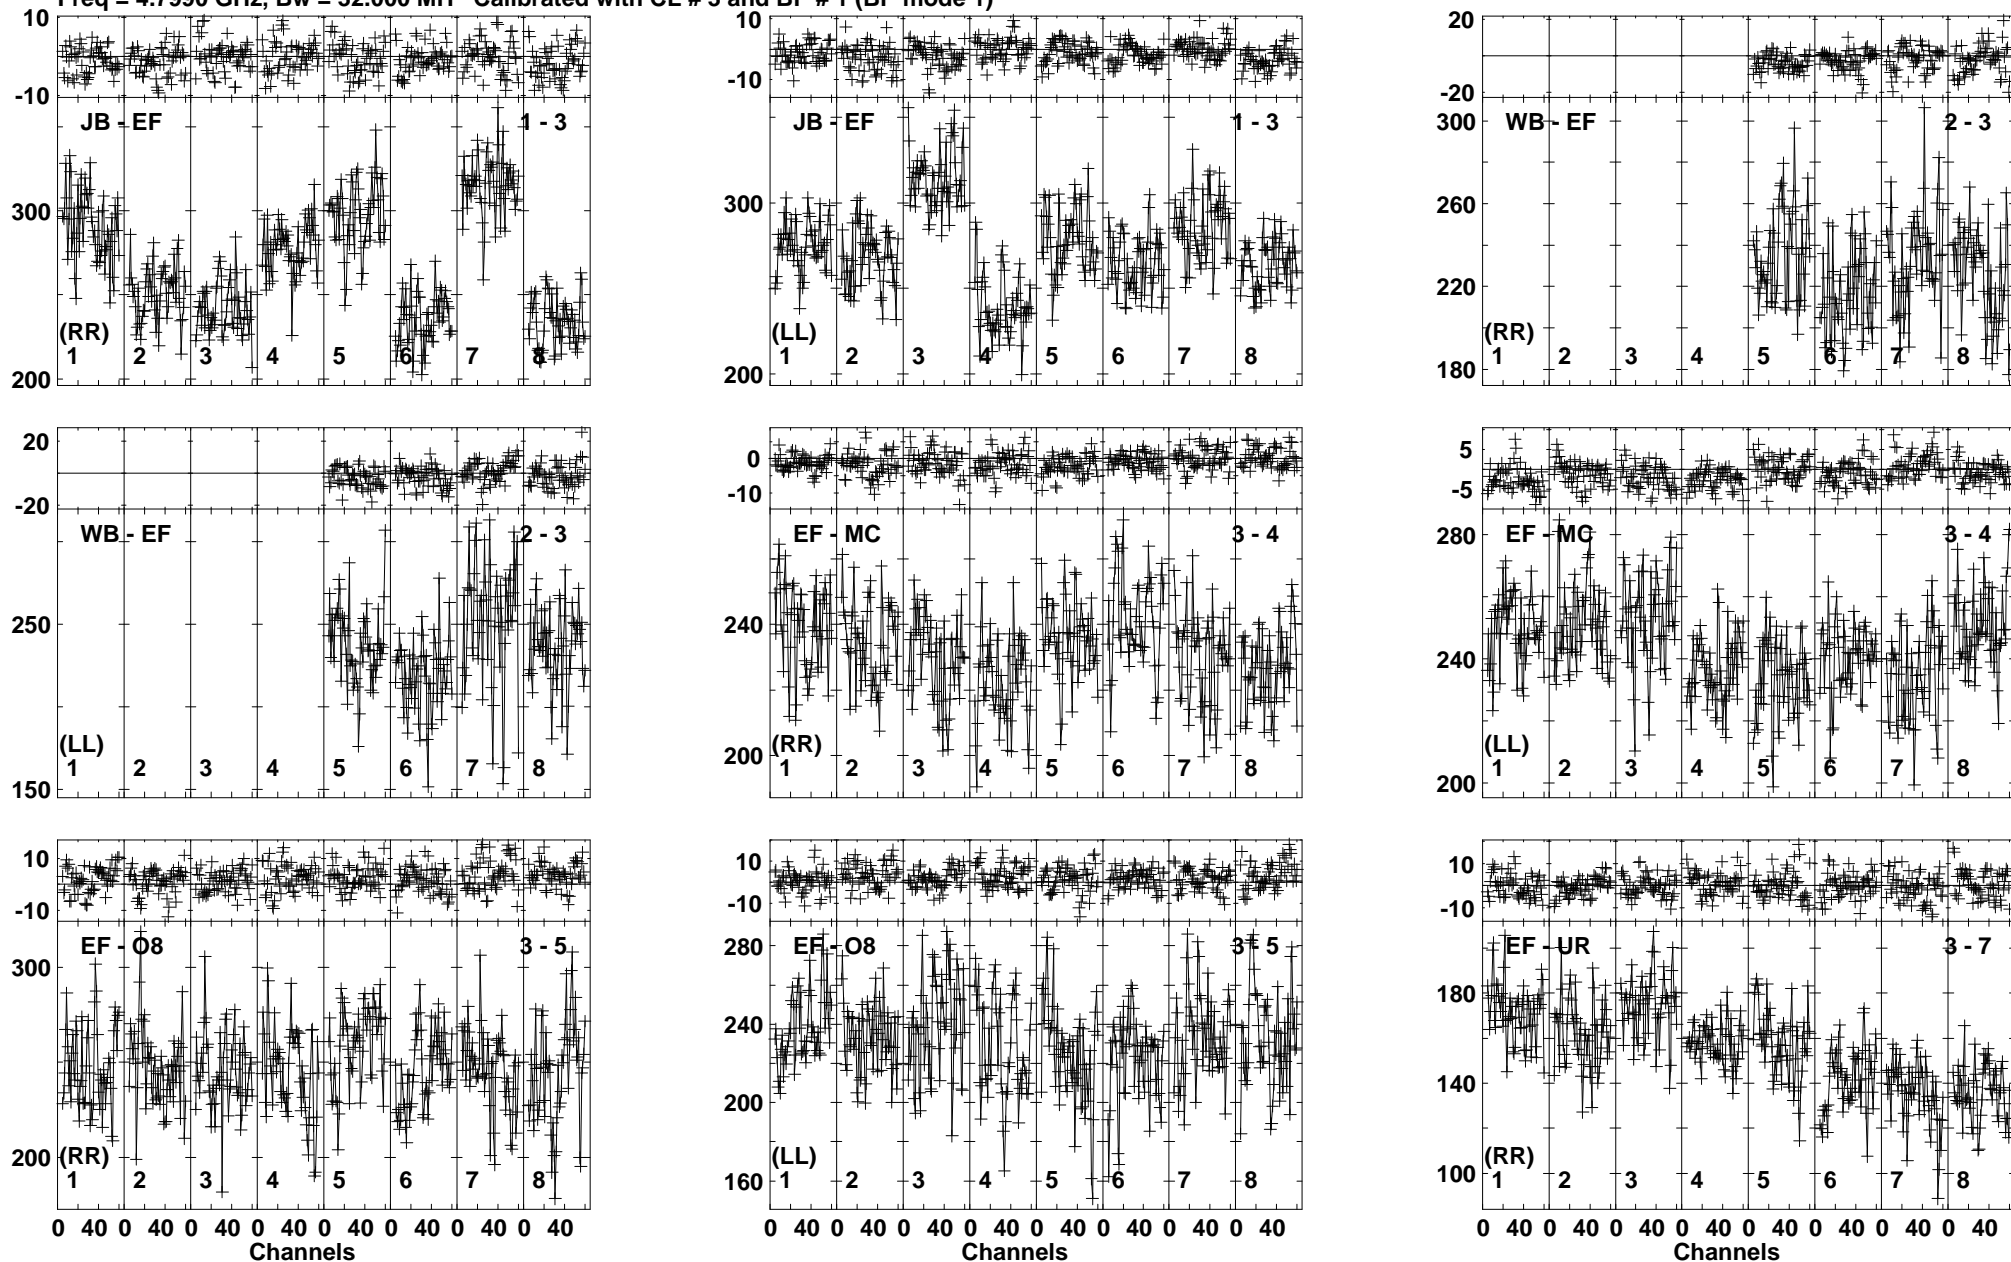 Freq = 4.7990 GHz, Bw = 32.000 MH Calibrated with CL # 3 and BP # 1 (BP mode 1)
10 0 -10
10 0 -10
20 0 -20
JB - EF 1 - 3
JB - EF 1 - 3
WB - EF 2 - 3
300 200
300 200
300 260 220 180
(RR)
(LL)
(RR)
1 2 3 4 5 6 7 8
1 2 3 4 5 6 7 8
1 2 3 4 5 6 7 8
20 0 -20
0 -10
5 -5
WB - EF 2 - 3
EF - MC 3 - 4
EF - MC 3 - 4
250 150
240 200
280 240 200
(LL)
(RR)
(LL)
1 2 3 4 5 6 7 8
1 2 3 4 5 6 7 8
1 2 3 4 5 6 7 8
10 0 -10
10 0 -10
10 0 -10
EF - O8 3 - 5
EF - O8 3 - 5
EF - UR 3 - 7
300 200
280 240 200 160
180 140 100
(RR)
(LL)
(RR)
1 2 3 4 5 6 7 8
1 2 3 4 5 6 7 8
1 2 3 4 5 6 7 8
0 40 0 40 0 40 0 40 0 40 0 40 0 40 0 40
0 40 0 40 0 40 0 40 0 40 0 40 0 40 0 40
0 40 0 40 0 40 0 40 0 40 0 40 0 40 0 40
Channels
Channels
Channels